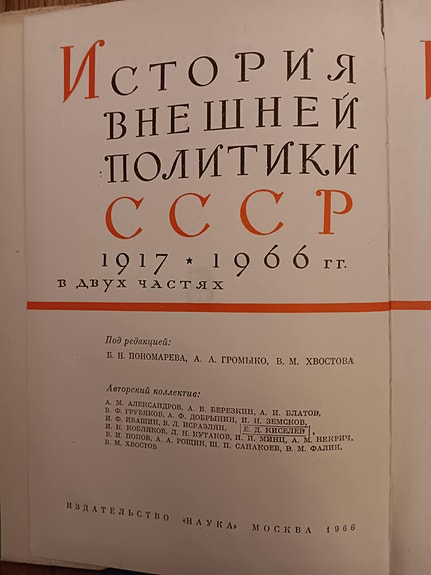 История
внешней
политики
СССР
1917 * 1966 гг.
в двух частях
Под редакцией:
Б. Н. ПОНОМАРЕВА, А. А. ГРОМЫКО, В. М. ХВОСТОВА
Авторский коллектив:
А. М. АЛЕКСАНДРОВ, А. В. БЕРЕЗКИН, А. И. БЛАТОВ,
В. Ф. ГРУБЯКОВ, А. Ф. ДОБРЫНИН, И. Н. ЗЕМСКОВ,
И. Ф. ИВАШИН, В. Л. ИСРАЭЛЯН, Е. Д. КИСЕЛЕВ,
И. К. КОБЛЯКОВ, Л. Н. КУТАКОВ, И. И. МИНЦ, А. М. НЕКРИЧ,
В. И. ПОПОВ, А. А. РОЩИН, Ш. П. САНАКОЕВ, В. М. ФАЛИН,
В. М. ХВОСТОВ
ИЗДАТЕЛЬСТВО «НАУКА» МОСКВА 1966